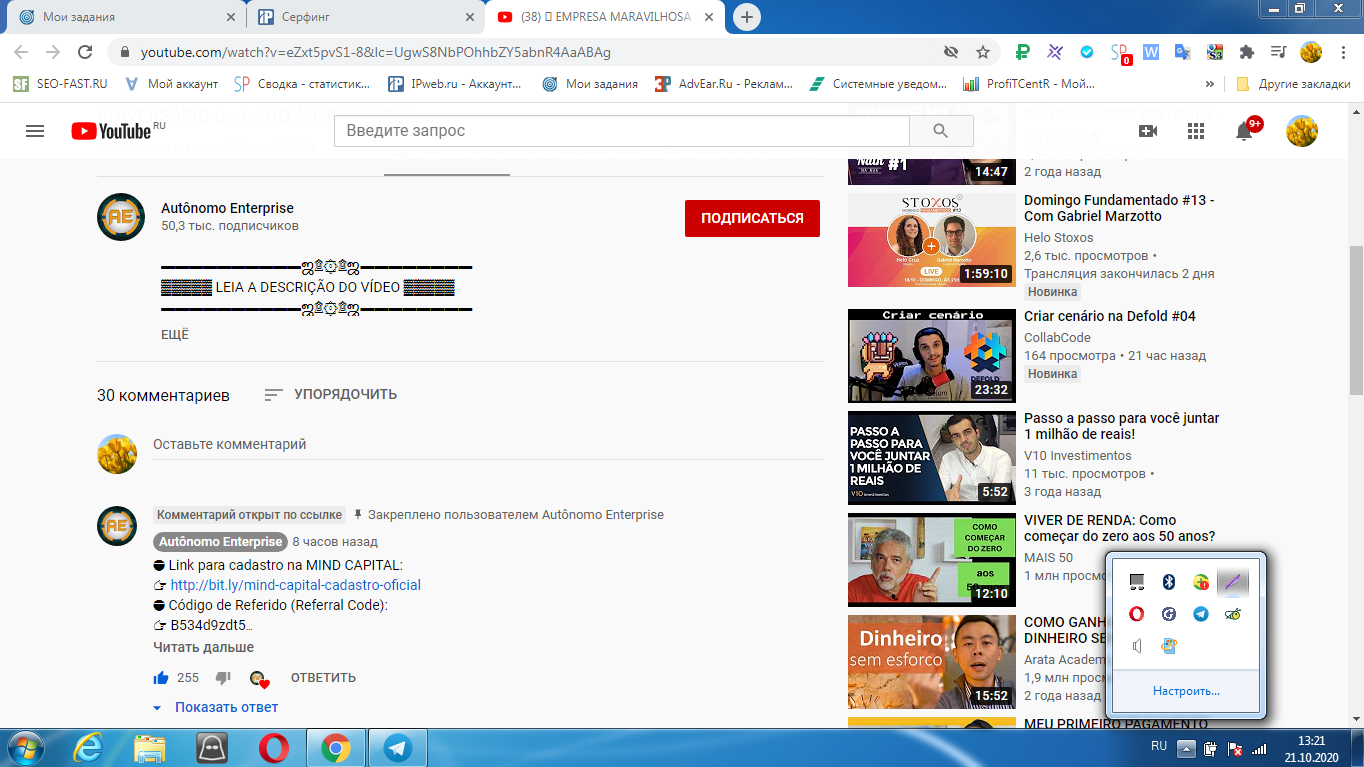 Мои задания
Серфинг
(38) EMPRESA MARAVILHOSA
youtube.com/watch?v=eZxt5pvS1-8&lc=UgwS8NbPOhhbZY5abnR4AaABAg
SEO-FAST.RU
Мой аккаунт
Сводка - статистик...
IPweb.ru - Аккаунт...
Мои задания
AdvEar.Ru - Реклам...
Системные уведом...
ProfiTCentR - Мой...
»
Другие закладки
YouTube RU
Введите запрос
9+
Autônomo Enterprise
50,3 тыс. подписчиков
ПОДПИСАТЬСЯ
▬▬▬▬▬▬▬▬▬▬ஜ۩۞۩ஜ▬▬▬▬▬▬▬▬
▓▓▓▓▓ LEIA A DESCRIÇÃO DO VÍDEO ▓▓▓▓▓
▬▬▬▬▬▬▬▬▬▬ஜ۩۞۩ஜ▬▬▬▬▬▬▬▬
ЕЩЁ
30 комментариев
УПОРЯДОЧИТЬ
Оставьте комментарий
Комментарий открыт по ссылке
Закреплено пользователем Autônomo Enterprise
Autônomo Enterprise 8 часов назад
Link para cadastro na MIND CAPITAL:
http://bit.ly/mind-capital-cadastro-oficial
Código de Referido (Referral Code):
B534d9zdt5...
Читать дальше
255
ОТВЕТИТЬ
Показать ответ
#1
14:47
2 года назад
STOXOS
LIVE
1:59:10
Domingo Fundamentado #13 -
Com Gabriel Marzotto
Helo Stoxos
2,6 тыс. просмотров •
Трансляция закончилась 2 дня
Новинка
Criar cenário
DEFOLD
23:32
Criar cenário na Defold #04
CollabCode
164 просмотра • 21 час назад
Новинка
PASSO A
PASSO PARA
VOCÊ JUNTAR
1 MILHÃO DE
REAIS
V10 Investimentos
5:52
Passo a passo para você juntar
1 milhão de reais!
V10 Investimentos
11 тыс. просмотров •
3 года назад
COMO
COMEÇAR
DO ZERO
aos
12:10
VIVER DE RENDA: Como
começar do zero aos 50 anos?
MAIS 50
1 млн просмо
Dinheiro
sem esforco
15:52
COMO GANH
DINHEIRO SE
Arata Academ
1,9 млн прос
2 года назад
MEU PRIMEIRO PAGAMENTO
Настроить...
RU
13:21
21.10.2020